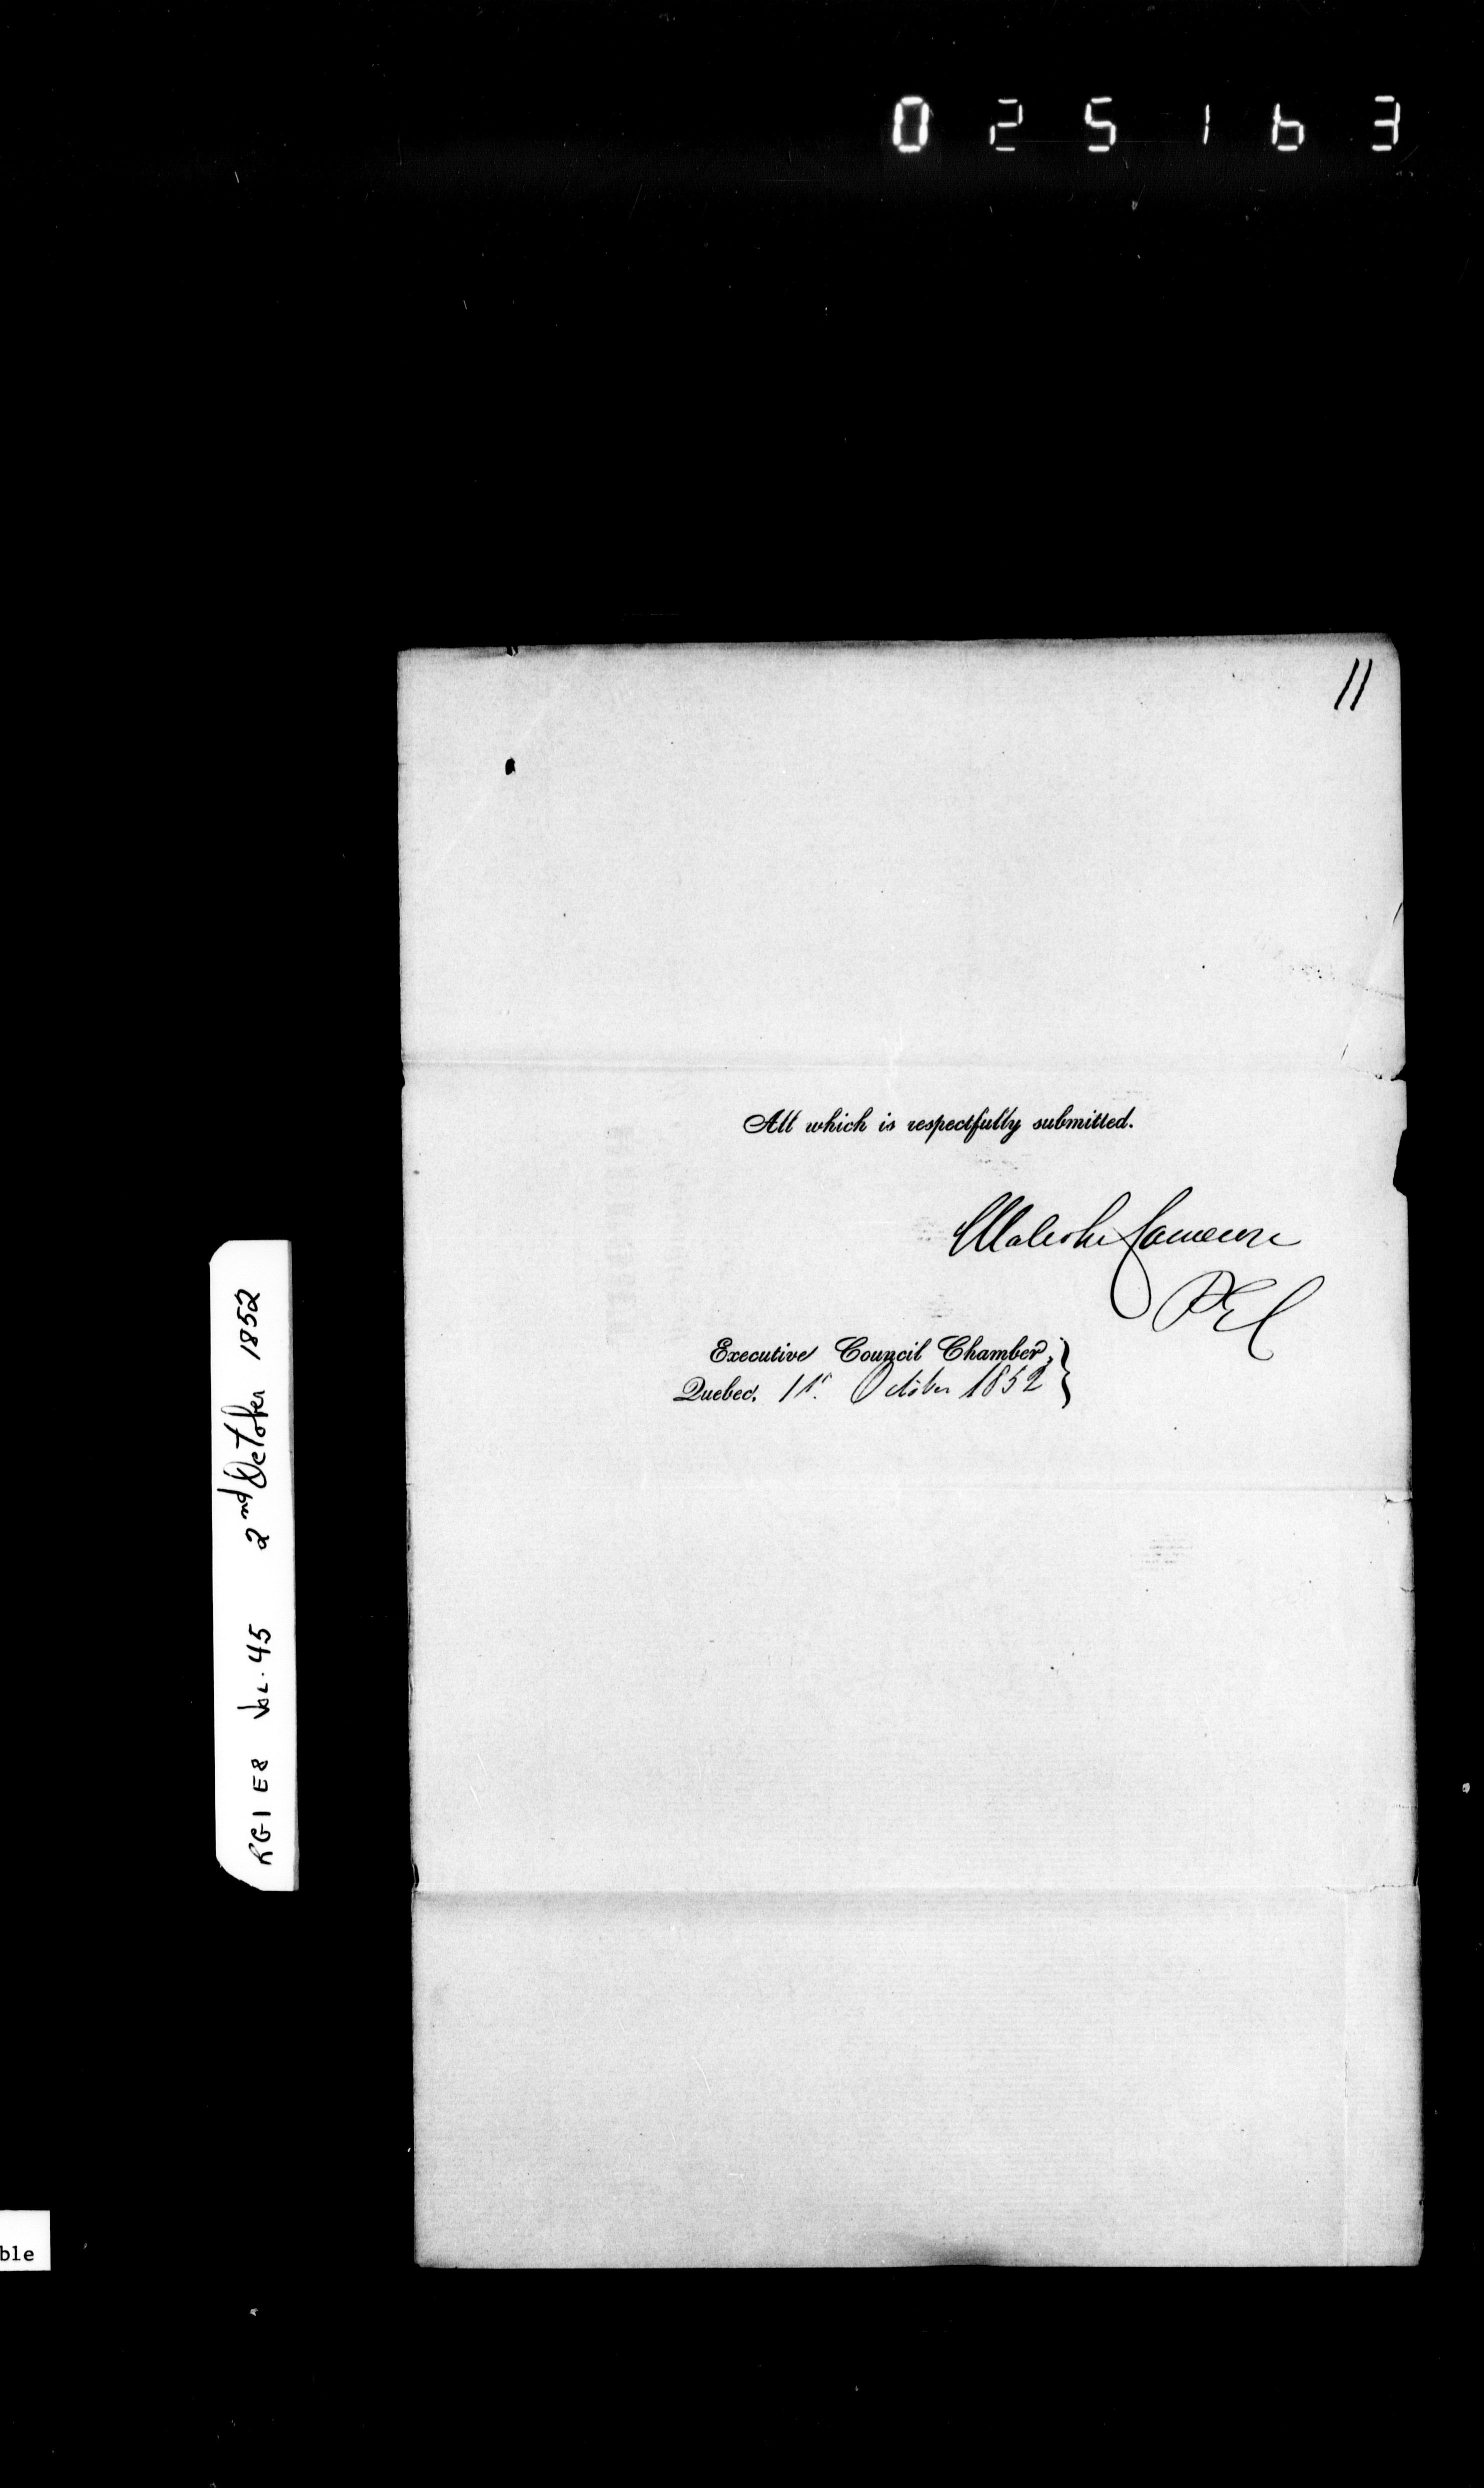 025163
11
All which is respectfully submitted.
Malcolm Cameron
PEC
Executive Council Chamber,
Quebec, 1st October 1852
RG1 E8 Vol. 45 2nd October 1852
ble